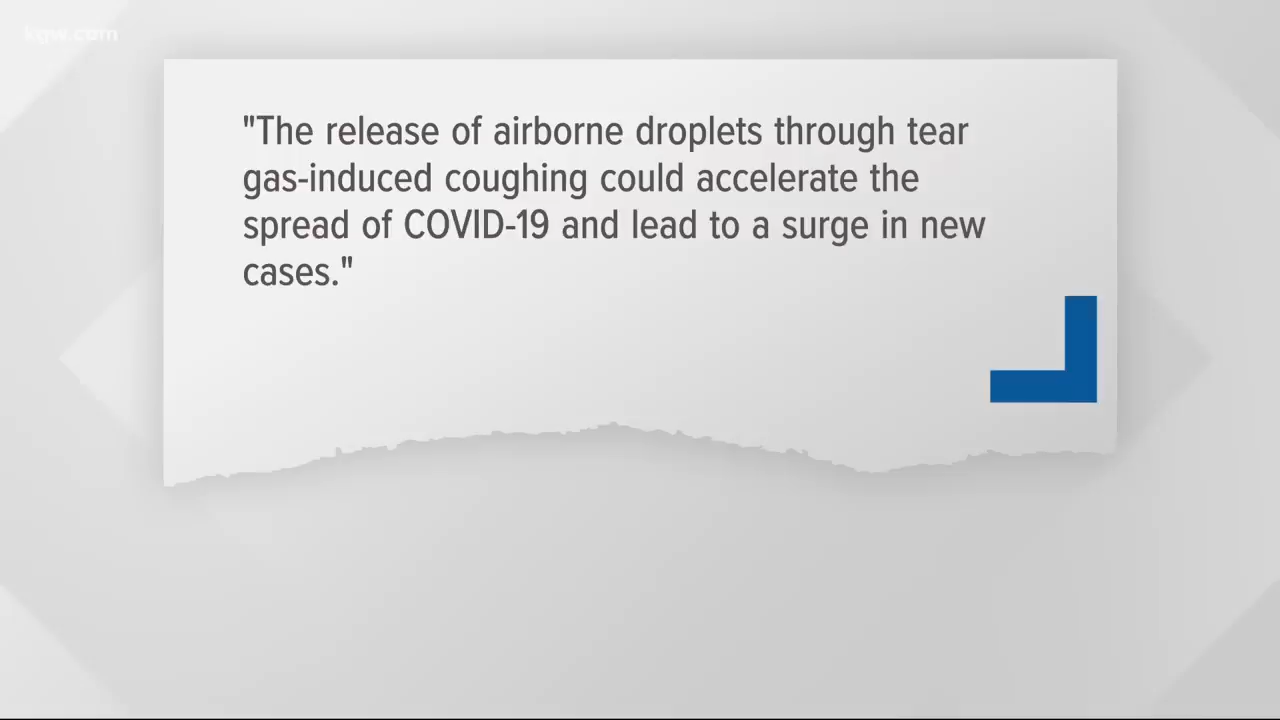 kgw.com
"The release of airborne droplets through tear
gas-induced coughing could accelerate the
spread of COVID-19 and lead to a surge in new
cases."